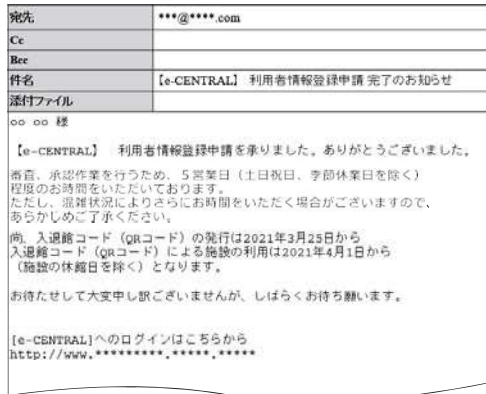 宛先 ***@****.com
Cc
Bcc
件名 【e-CENTRAL】 利用者情報登録申請 完了のお知らせ
添付ファイル
oo oo 様
【e-CENTRAL】 利用者情報登録申請を承りました。ありがとうございました。
審査、承認作業を行うため、5営業日(土日祝日、季節休業日を除く)
程度のお時間をいただいております。
ただし、混雑状況によりさらにお時間をいただく場合がございますので、
あらかじめご了承ください。
尚、入退館コード(QRコード)の発行は2021年3月25日から
入退館コード(QRコード)による施設の利用は2021年4月1日から
(施設の休館日を除く)となります。
お待たせして大変申し訳ございませんが、しばらくお待ち願います。
[e-CENTRAL]へのログインはこちらから
http://www.*********.*****.*****